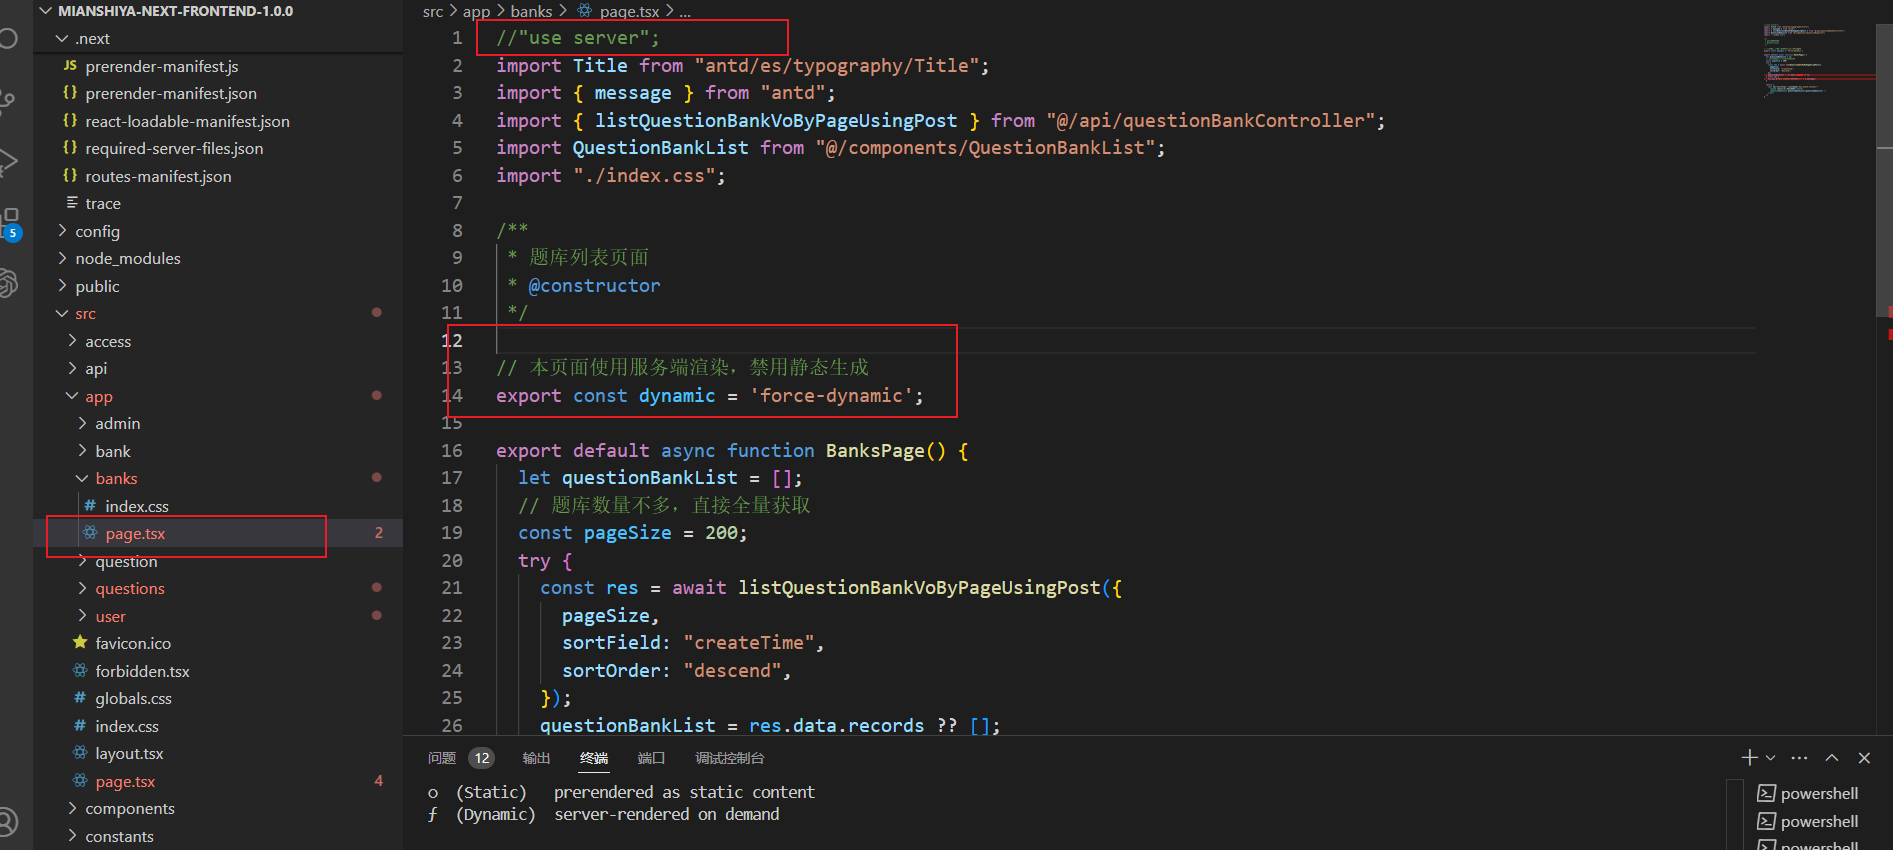 MIANSHIYA-NEXT-FRONTEND-1.0.0
.next
JS prerender-manifest.js
{} prerender-manifest.json
{} react-loadable-manifest.json
{} required-server-files.json
{} routes-manifest.json
trace
config
node_modules
public
src
access
api
app
admin
bank
banks
# index.css
page.tsx 2
question
questions
user
favicon.ico
forbidden.tsx
# globals.css
# index.css
layout.tsx
page.tsx 4
components
constants
5
src > app > banks > page.tsx > ...
1 //"use server";
2 import Title from "antd/es/typography/Title";
3 import { message } from "antd";
4 import { listQuestionBankVoByPageUsingPost } from "@/api/questionBankController";
5 import QuestionBankList from "@/components/QuestionBankList";
6 import "./index.css";
7
8 /**
9 * 题库列表页面
10 * @constructor
11 */
12
13 // 本页面使用服务端渲染，禁用静态生成
14 export const dynamic = 'force-dynamic';
15
16 export default async function BanksPage() {
17 let questionBankList = [];
18 // 题库数量不多，直接全量获取
19 const pageSize = 200;
20 try {
21 const res = await listQuestionBankVoByPageUsingPost({
22 pageSize,
23 sortField: "createTime",
24 sortOrder: "descend",
25 });
26 questionBankList = res.data.records ?? [];
问题 12 输出 终端 端口 调试控制台
○ (Static) prerendered as static content
ƒ (Dynamic) server-rendered on demand
powershell
powershell
powershell